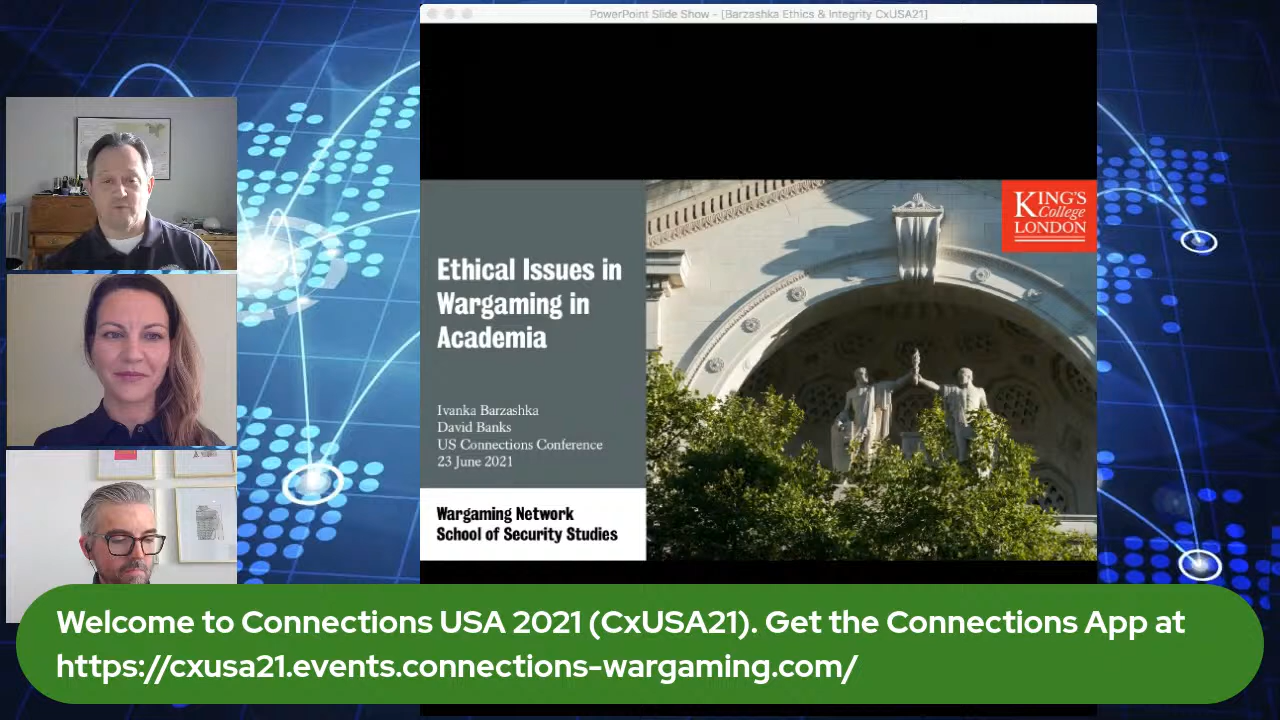 PowerPoint Slide Show - [Barzashka Ethics & Integrity CxUSA21]
KING'S
College
LONDON
Ethical Issues in
Wargaming in
Academia
Ivanka Barzashka
David Banks
US Connections Conference
23 June 2021
Wargaming Network
School of Security Studies
Welcome to Connections USA 2021 (CxUSA21). Get the Connections App at
https://cxusa21.events.connections-wargaming.com/